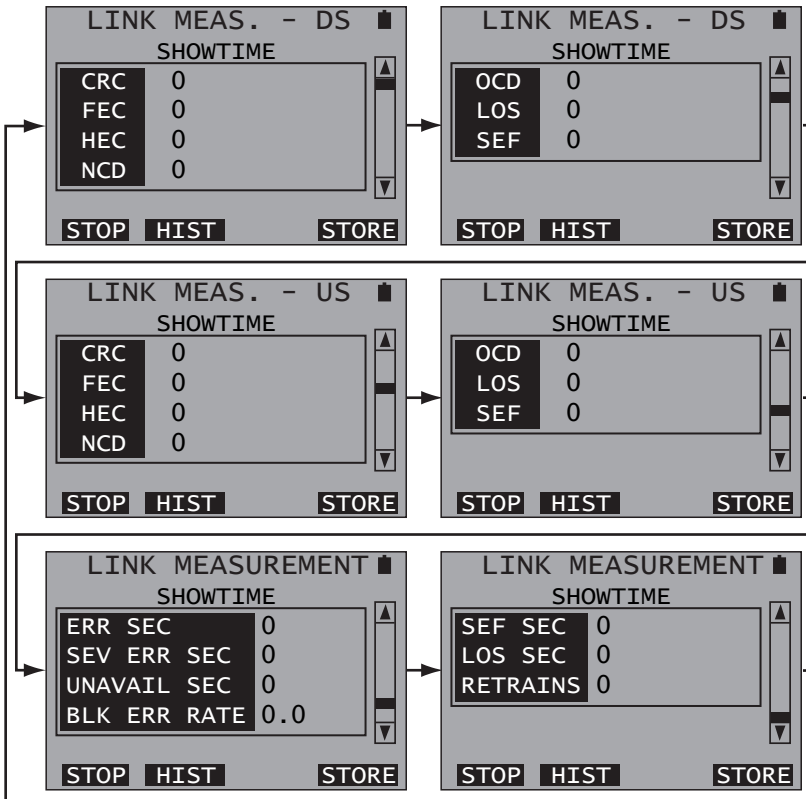 LINK MEAS. - DS
SHOWTIME
CRC 0
FEC 0
HEC 0
NCD 0
STOP HIST STORE
LINK MEAS. - DS
SHOWTIME
OCD 0
LOS 0
SEF 0
STOP HIST STORE
LINK MEAS. - US
SHOWTIME
CRC 0
FEC 0
HEC 0
NCD 0
STOP HIST STORE
LINK MEAS. - US
SHOWTIME
OCD 0
LOS 0
SEF 0
STOP HIST STORE
LINK MEASUREMENT
SHOWTIME
ERR SEC 0
SEV ERR SEC 0
UNAVAIL SEC 0
BLK ERR RATE 0.0
STOP HIST STORE
LINK MEASUREMENT
SHOWTIME
SEF SEC 0
LOS SEC 0
RETRAINS 0
STOP HIST STORE